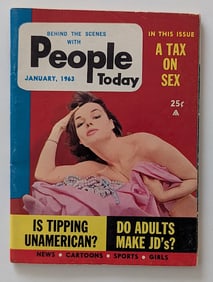 BEHIND THE SCENES
WITH
People
Today
JANUARY, 1963
IN THIS ISSUE
A TAX
ON
SEX
25¢
IS TIPPING
UNAMERICAN?
DO ADULTS
MAKE JD's?
NEWS • CARTOONS • SPORTS • GIRLS